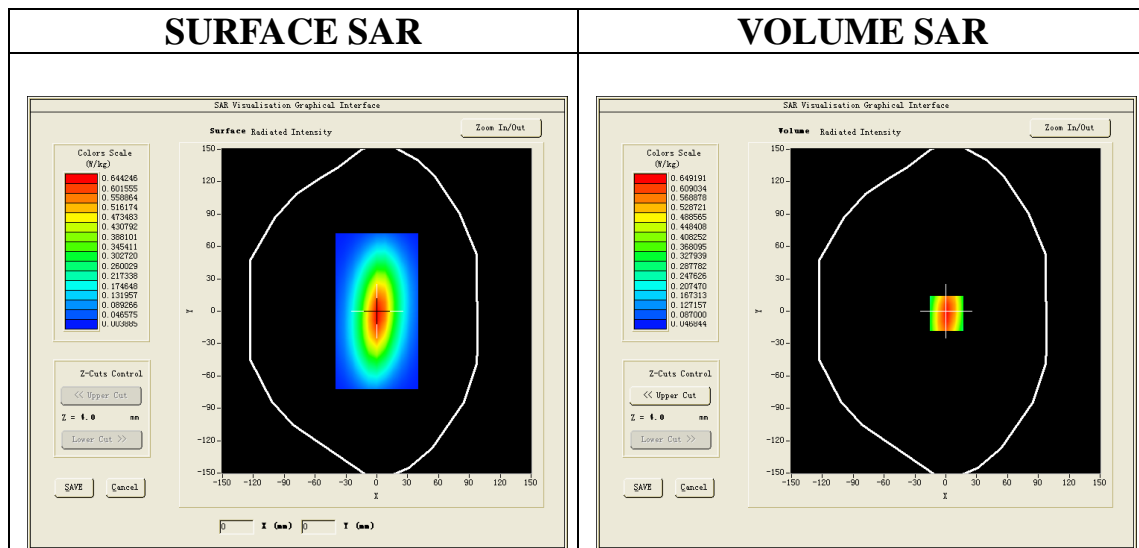 SURFACE SAR
VOLUME SAR
SAR Visualisation Graphical Interface
Surface Radiated Intensity
Zoom In/Out
Colors Scale
(W/kg)
0.644246
0.601555
0.558864
0.516174
0.473483
0.430792
0.388101
0.345411
0.302720
0.260029
0.217338
0.174648
0.131957
0.089266
0.046575
0.003885
150
120
90
60
30
0
-30
-60
-90
-120
-150
Y
-150 -120 -90 -60 -30 0 30 60 90 120 150
X
Z-Cuts Control
<< Upper Cut
Z = 4.0 mm
Lower Cut >>
SAVE Cancel
0 X (mm) 0 Y (mm)
SAR Visualisation Graphical Interface
Volume Radiated Intensity
Zoom In/Out
Colors Scale
(W/kg)
0.649191
0.609034
0.568878
0.528721
0.488565
0.448408
0.408252
0.368095
0.327939
0.287782
0.247626
0.207470
0.167313
0.127157
0.087000
0.046844
150
120
90
60
30
0
-30
-60
-90
-120
-150
Y
-150 -120 -90 -60 -30 0 30 60 90 120 150
X
Z-Cuts Control
<< Upper Cut
Z = 4.0 mm
Lower Cut >>
SAVE Cancel